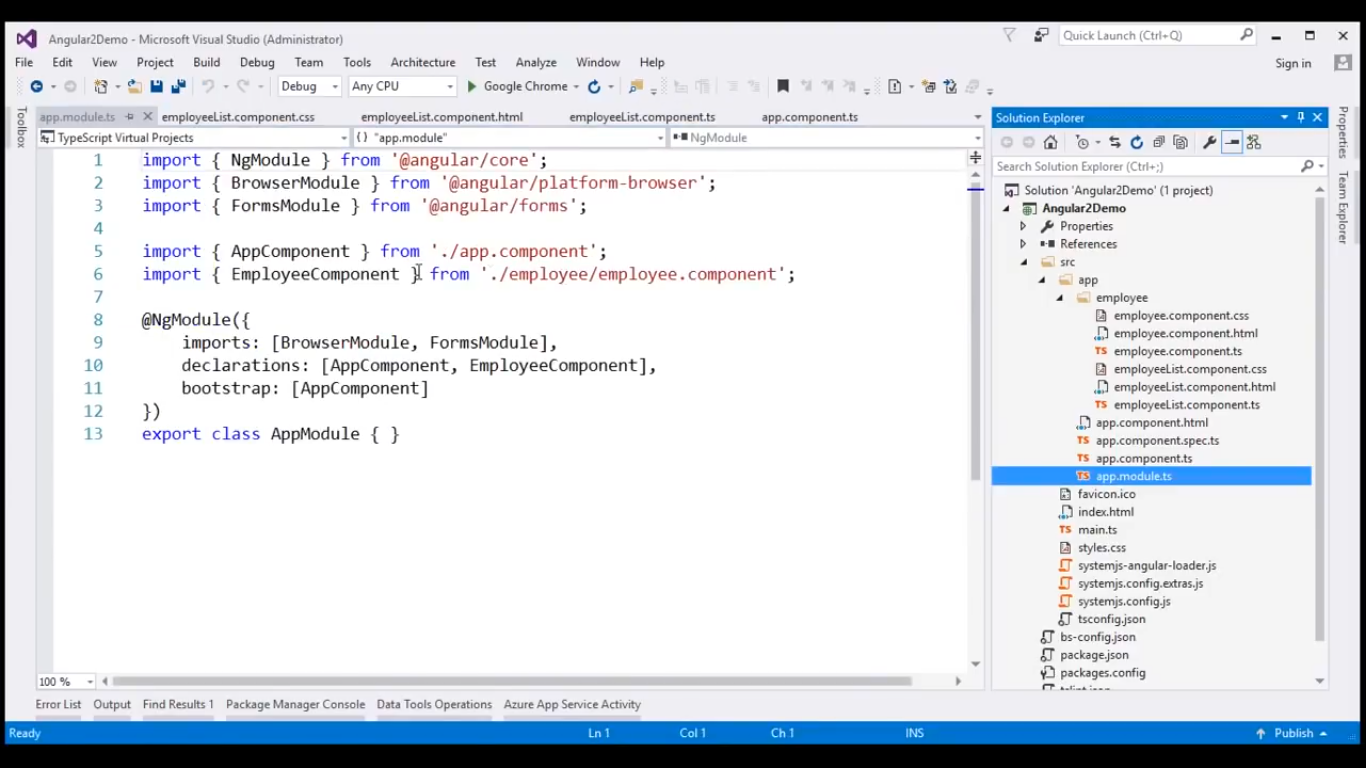 Angular2Demo - Microsoft Visual Studio (Administrator)
Quick Launch (Ctrl+Q)
File Edit View Project Build Debug Team Tools Architecture Test Analyze Window Help
Sign in
Debug Any CPU Google Chrome
Toolbox
app.module.ts employeeList.component.css employeeList.component.html employeeList.component.ts app.component.ts
TypeScript Virtual Projects "app.module" NgModule
1 import { NgModule } from '@angular/core';
2 import { BrowserModule } from '@angular/platform-browser';
3 import { FormsModule } from '@angular/forms';
4
5 import { AppComponent } from './app.component';
6 import { EmployeeComponent } from './employee/employee.component';
7
8 @NgModule({
9 imports: [BrowserModule, FormsModule],
10 declarations: [AppComponent, EmployeeComponent],
11 bootstrap: [AppComponent]
12 })
13 export class AppModule { }
100 %
Solution Explorer
Search Solution Explorer (Ctrl+;)
Solution 'Angular2Demo' (1 project)
Angular2Demo
Properties
References
src
app
employee
employee.component.css
employee.component.html
TS employee.component.ts
employeeList.component.css
employeeList.component.html
TS employeeList.component.ts
app.component.html
TS app.component.spec.ts
TS app.component.ts
TS app.module.ts
favicon.ico
index.html
TS main.ts
styles.css
systemjs-angular-loader.js
systemjs.config.extras.js
systemjs.config.js
tsconfig.json
bs-config.json
package.json
packages.config
Properties
Team Explorer
Error List Output Find Results 1 Package Manager Console Data Tools Operations Azure App Service Activity
Ready Ln 1 Col 1 Ch 1 INS Publish